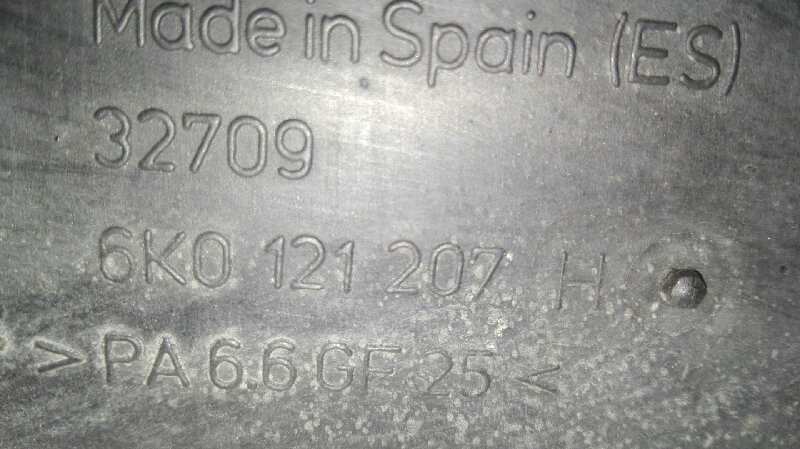 Made in Spain (ES)
32709
6K0 121 207 H
> PA 6.6 GF 25 <